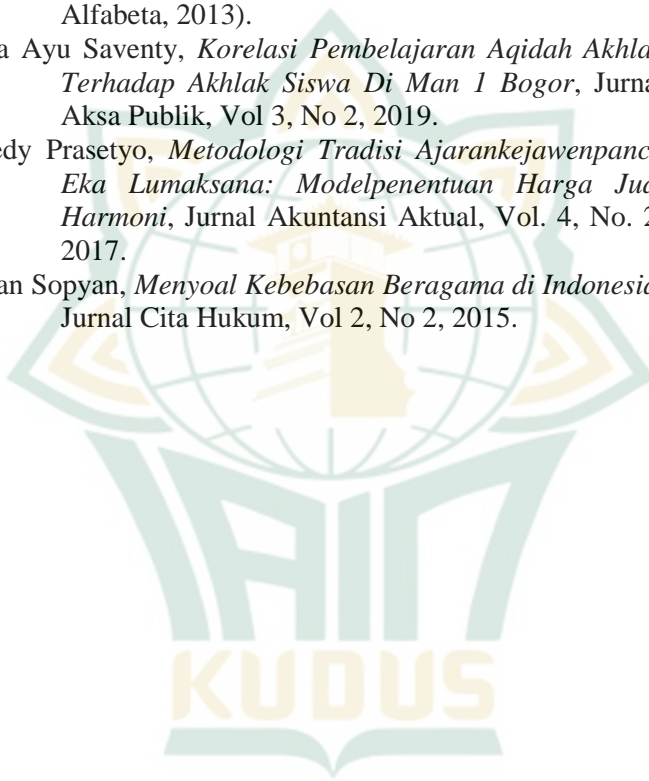 Alfabeta, 2013).
a Ayu Saventy, Korelasi Pembelajaran Aqidah Akhla
Terhadap Akhlak Siswa Di Man 1 Bogor, Jurna
Aksa Publik, Vol 3, No 2, 2019.
edy Prasetyo, Metodologi Tradisi Ajarankejawenpanc
Eka Lumaksana: Modelpenentuan Harga Jua
Harmoni, Jurnal Akuntansi Aktual, Vol. 4, No. 2
2017.
an Sopyan, Menyoal Kebebasan Beragama di Indonesia
Jurnal Cita Hukum, Vol 2, No 2, 2015.
IAIN
KUDUS